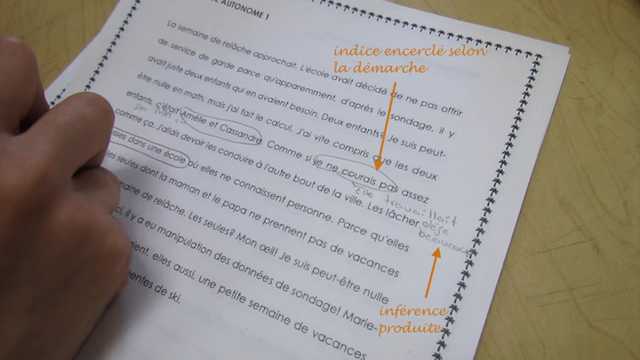 AUTONOME 1
indice encerclé selon
la démarche
La semaine de relâche approchait. L'école avait décidé de ne pas offrir
de service de garde parce qu'apparemment, d'après le sondage, il y
avait juste deux enfants qui en avaient besoin. Deux enfants? Je suis peut-
être nulle en math, mais j'ai fait le calcul. J'ai vite compris que les deux
enfants, c'était Amélie et Cassandre. Comme si je ne courais pas assez
Elle travaillait
comme ça. J'allais devoir les conduire à l'autre bout de la ville. Les lâcher
déjà
beaucoup
dans une école où elles ne connaissent personne. Parce qu'elles
seules dont la maman et le papa ne prennent pas de vacances
de relâche. Les seules? Mon œil! Je suis peut-être nulle
il y a eu manipulation des données de sondage! Marie-
elles aussi, une petite semaine de vacances
de ski.
inférence
produite